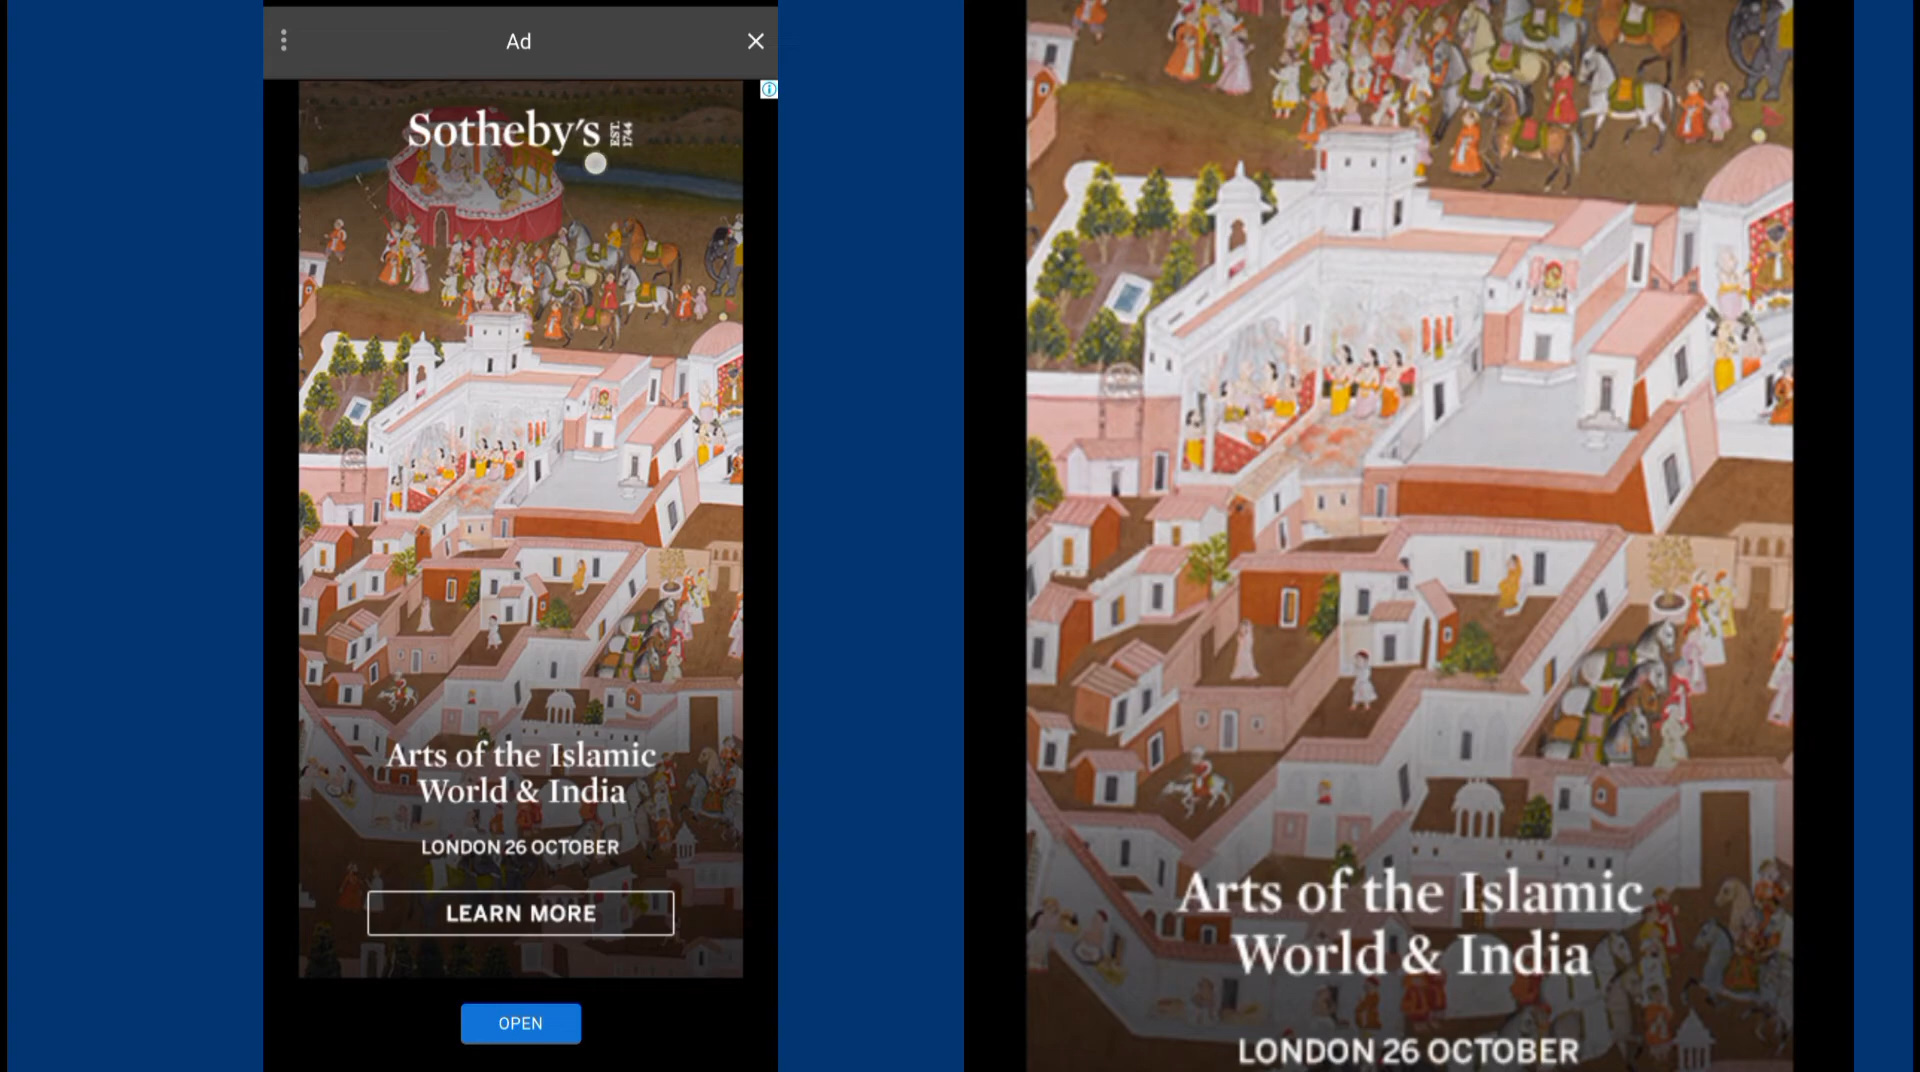 Ad
Sotheby's EST. 1744
Arts of the Islamic
World & India
LONDON 26 OCTOBER
LEARN MORE
OPEN
Arts of the Islamic
World & India
LONDON 26 OCTOBER